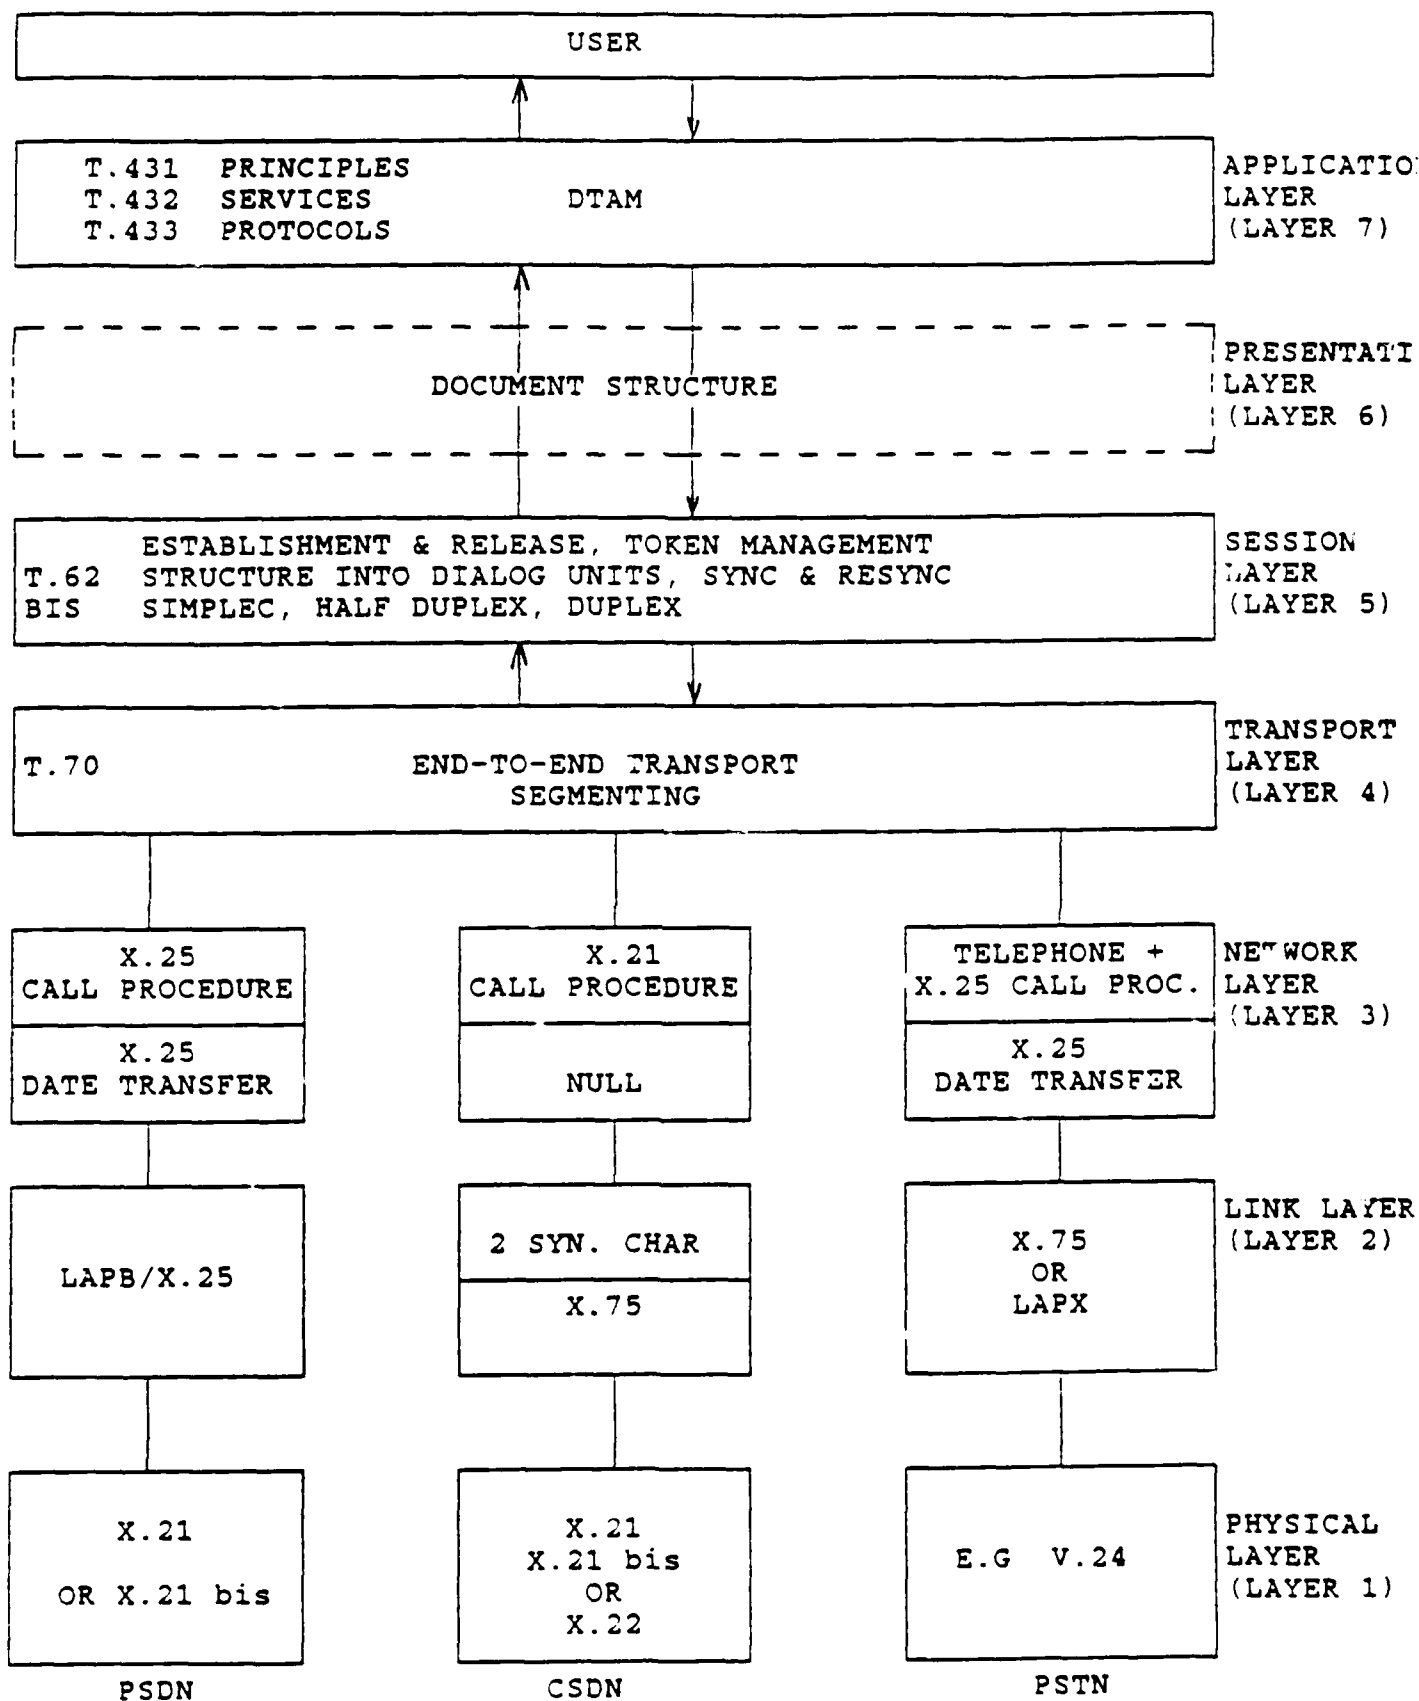 USER
T.431 PRINCIPLES
T.432 SERVICES DTAM
T.433 PROTOCOLS
APPLICATIO
LAYER
(LAYER 7)
DOCUMENT STRUCTURE
PRESENTATI
LAYER
(LAYER 6)
ESTABLISHMENT & RELEASE, TOKEN MANAGEMENT
T.62 STRUCTURE INTO DIALOG UNITS, SYNC & RESYNC
BIS SIMPLEC, HALF DUPLEX, DUPLEX
SESSION
LAYER
(LAYER 5)
T.70 END-TO-END TRANSPORT
SEGMENTING
TRANSPORT
LAYER
(LAYER 4)
X.25
CALL PROCEDURE
X.25
DATE TRANSFER
X.21
CALL PROCEDURE
NULL
TELEPHONE +
X.25 CALL PROC.
X.25
DATE TRANSFER
NETWORK
LAYER
(LAYER 3)
LAPB/X.25
2 SYN. CHAR
X.75
X.75
OR
LAPX
LINK LAYER
(LAYER 2)
X.21
OR X.21 bis
X.21
X.21 bis
OR
X.22
E.G V.24
PHYSICAL
LAYER
(LAYER 1)
PSDN
CSDN
PSTN